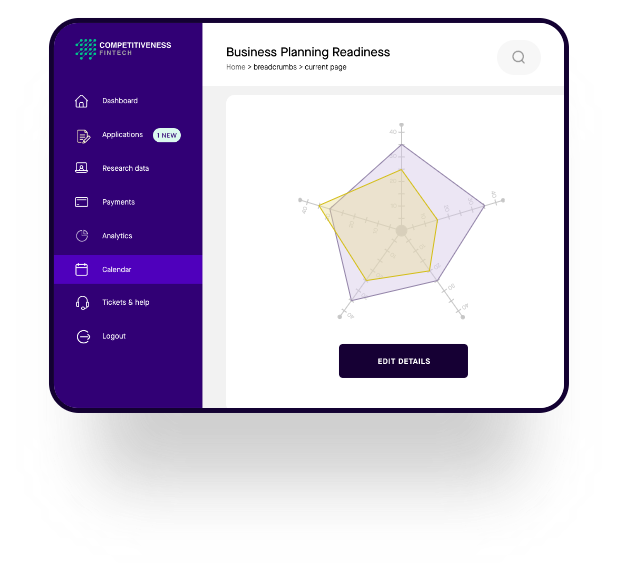 COMPETITIVENESS
FINTECH
Dashboard
Applications
1 NEW
Research data
Payments
Analytics
Calendar
Tickets & help
Logout
Business Planning Readiness
Home > breadcrumbs > current page
EDIT DETAILS